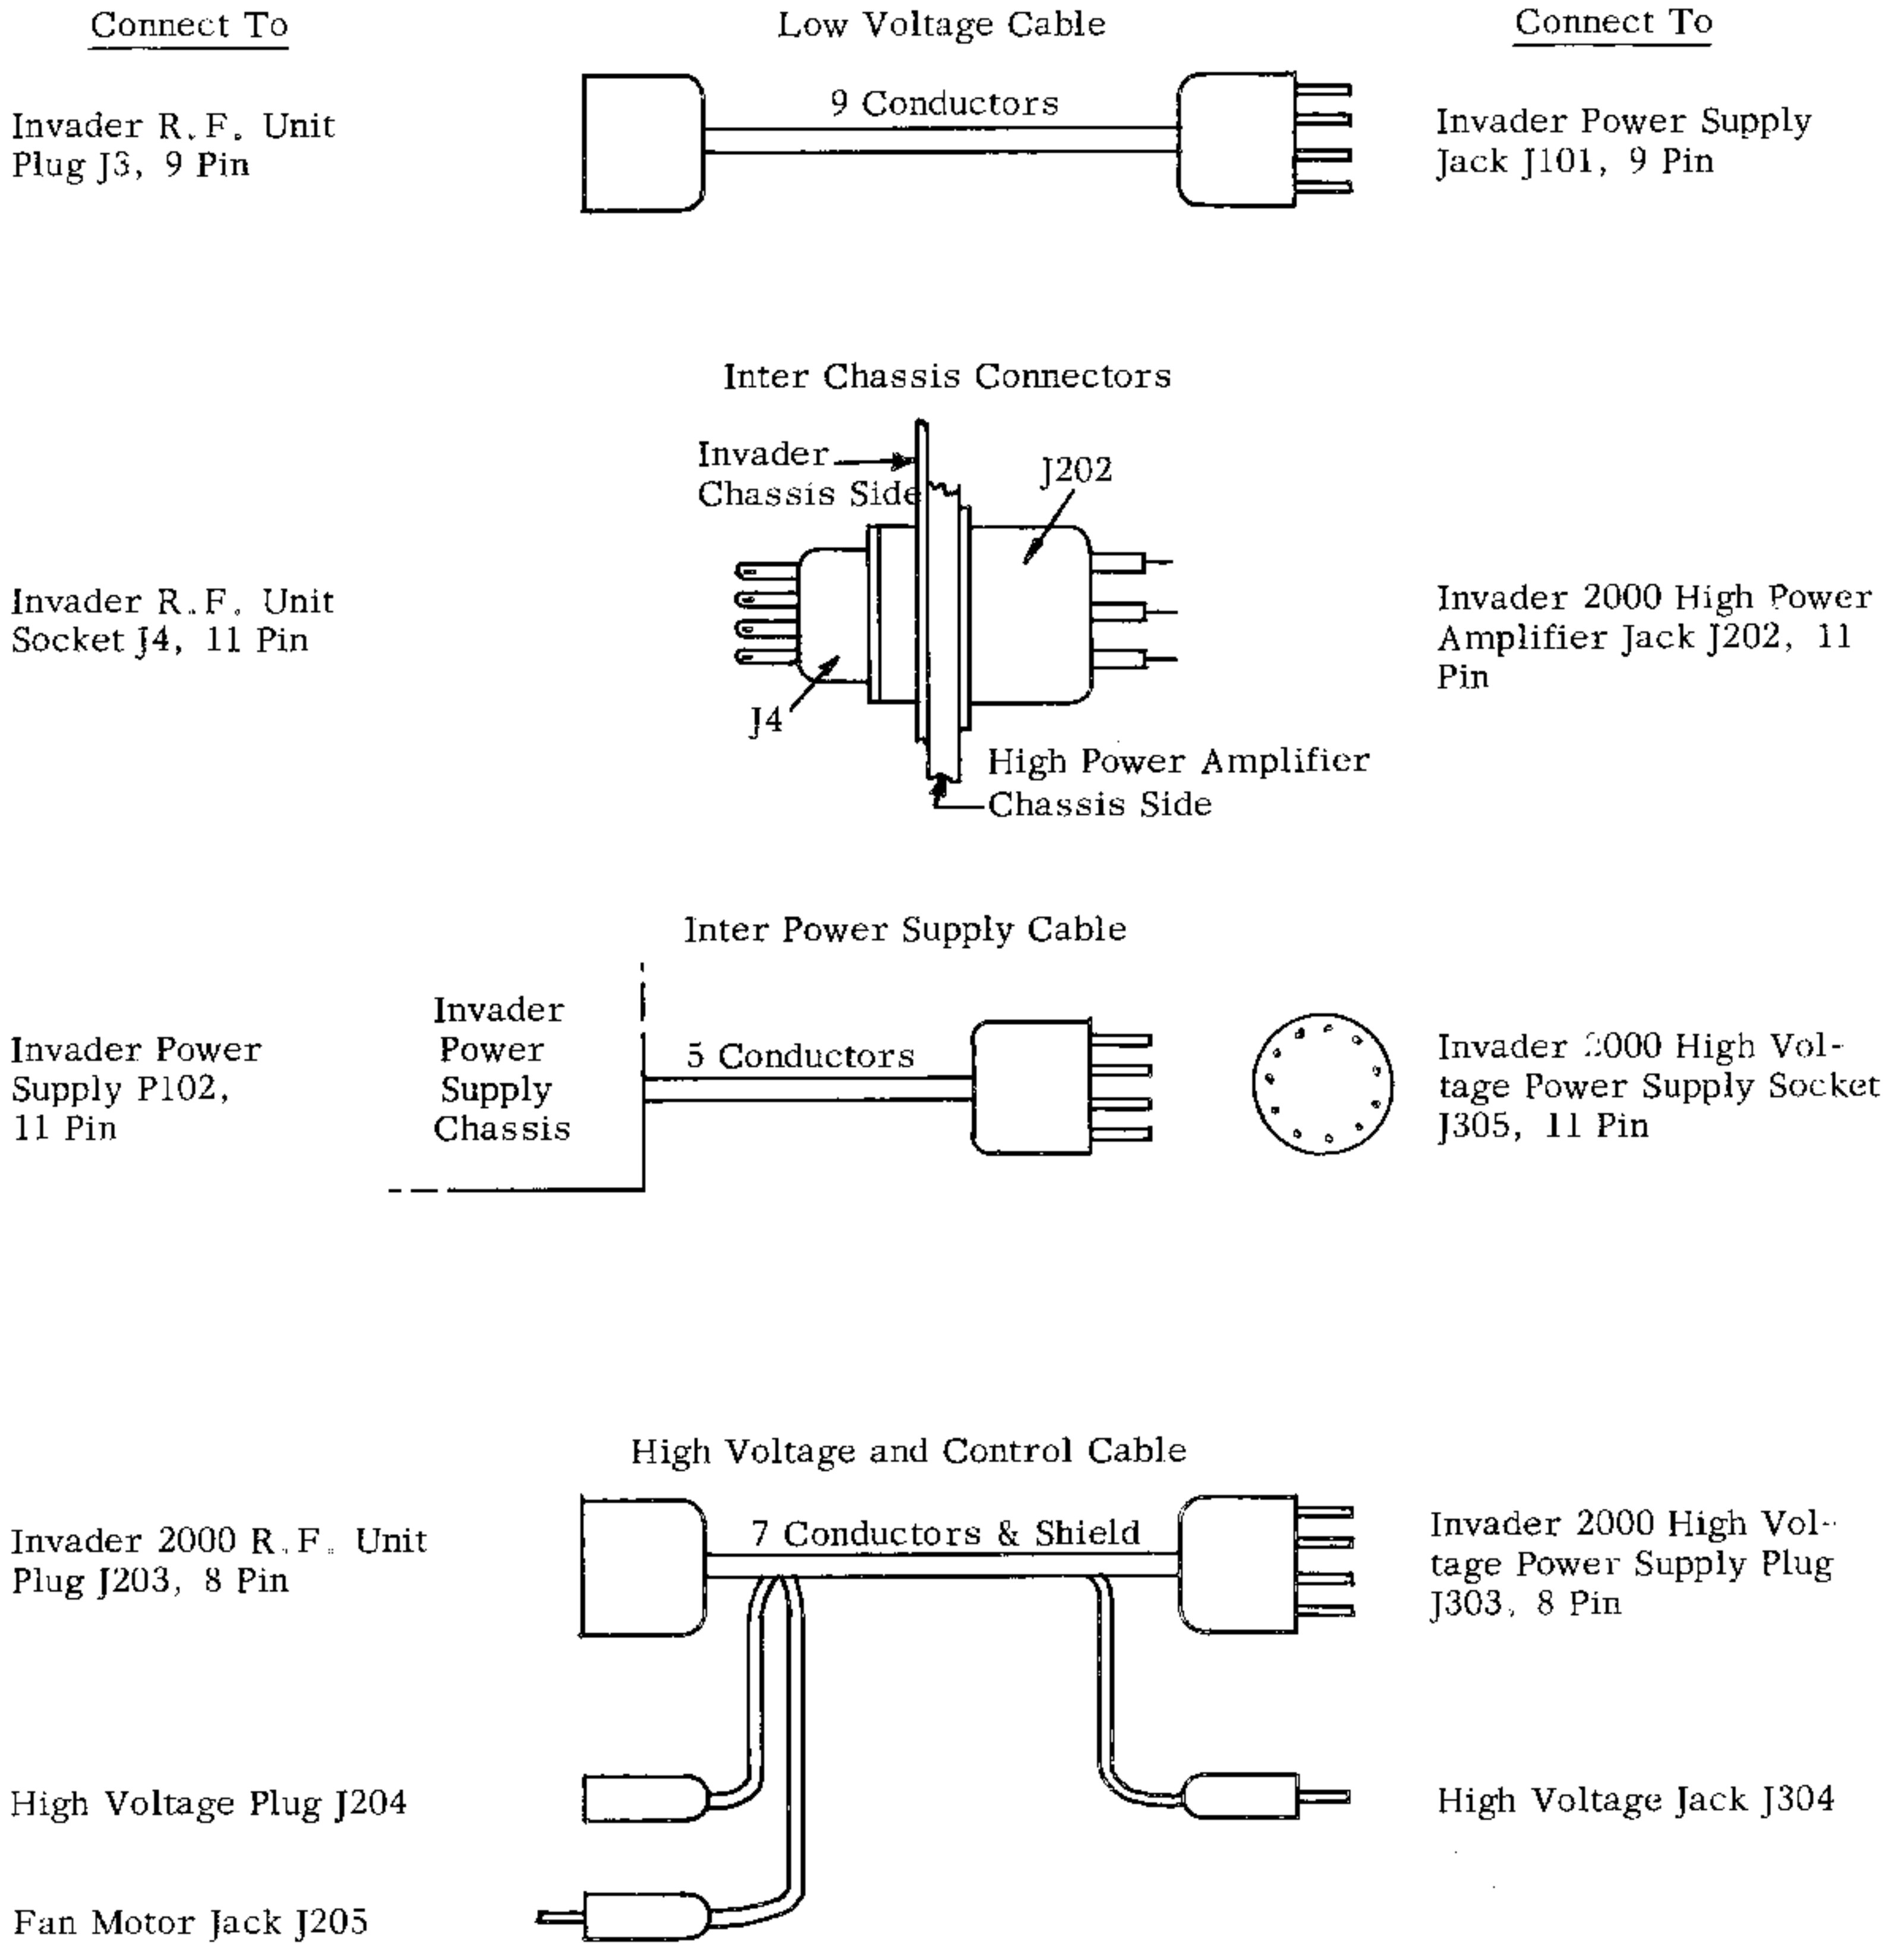 Connect To
Low Voltage Cable
Connect To
9 Conductors
Invader R.F. Unit
Plug J3, 9 Pin
Invader Power Supply
Jack J101, 9 Pin
Inter Chassis Connectors
Invader
Chassis Side
J202
Invader R.F. Unit
Socket J4, 11 Pin
Invader 2000 High Power
Amplifier Jack J202, 11
Pin
J4
High Power Amplifier
Chassis Side
Inter Power Supply Cable
Invader Power
Supply P102,
11 Pin
Invader
Power
Supply
Chassis
5 Conductors
Invader 2000 High Vol-
tage Power Supply Socket
J305, 11 Pin
High Voltage and Control Cable
Invader 2000 R.F. Unit
Plug J203, 8 Pin
7 Conductors & Shield
Invader 2000 High Vol-
tage Power Supply Plug
J303, 8 Pin
High Voltage Plug J204
High Voltage Jack J304
Fan Motor Jack J205